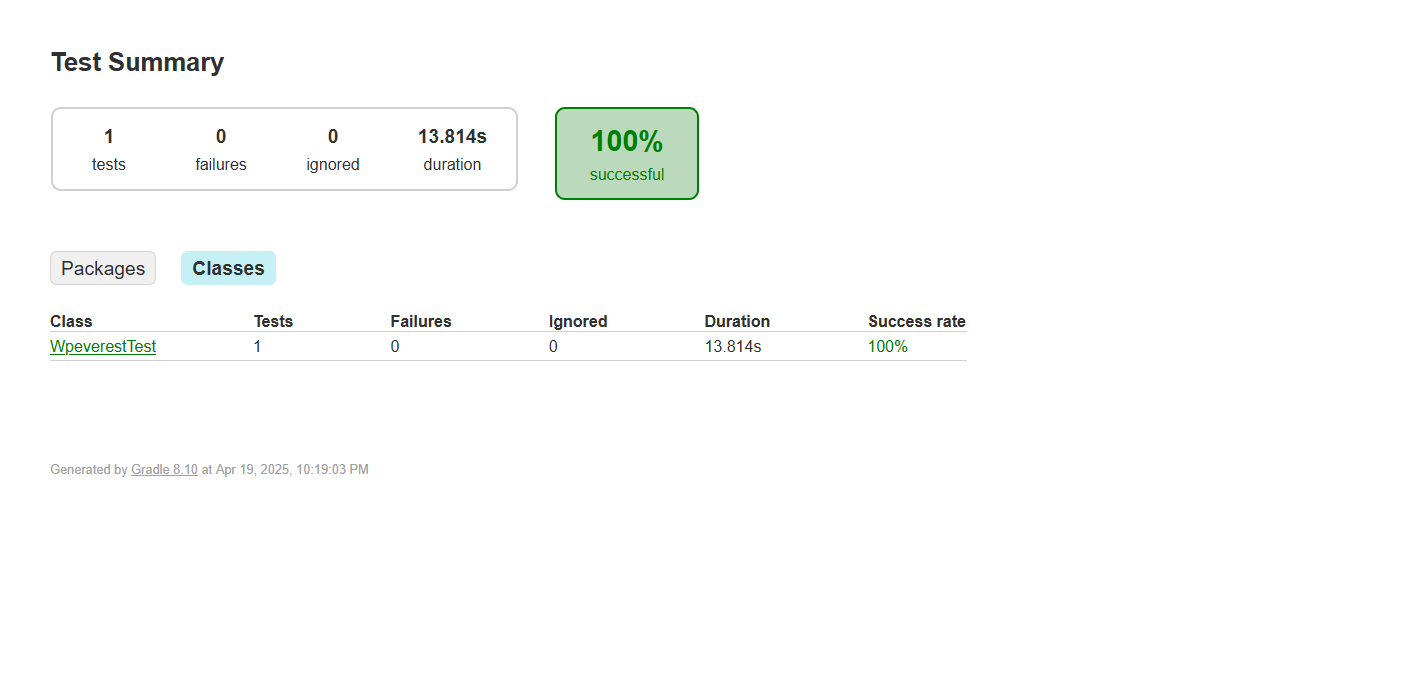 Test Summary
1 0 0 13.814s
tests failures ignored duration
100%
successful
Packages Classes
Class Tests Failures Ignored Duration Success rate
WpeverestTest 1 0 0 13.814s 100%
Generated by Gradle 8.10 at Apr 19, 2025, 10:19:03 PM